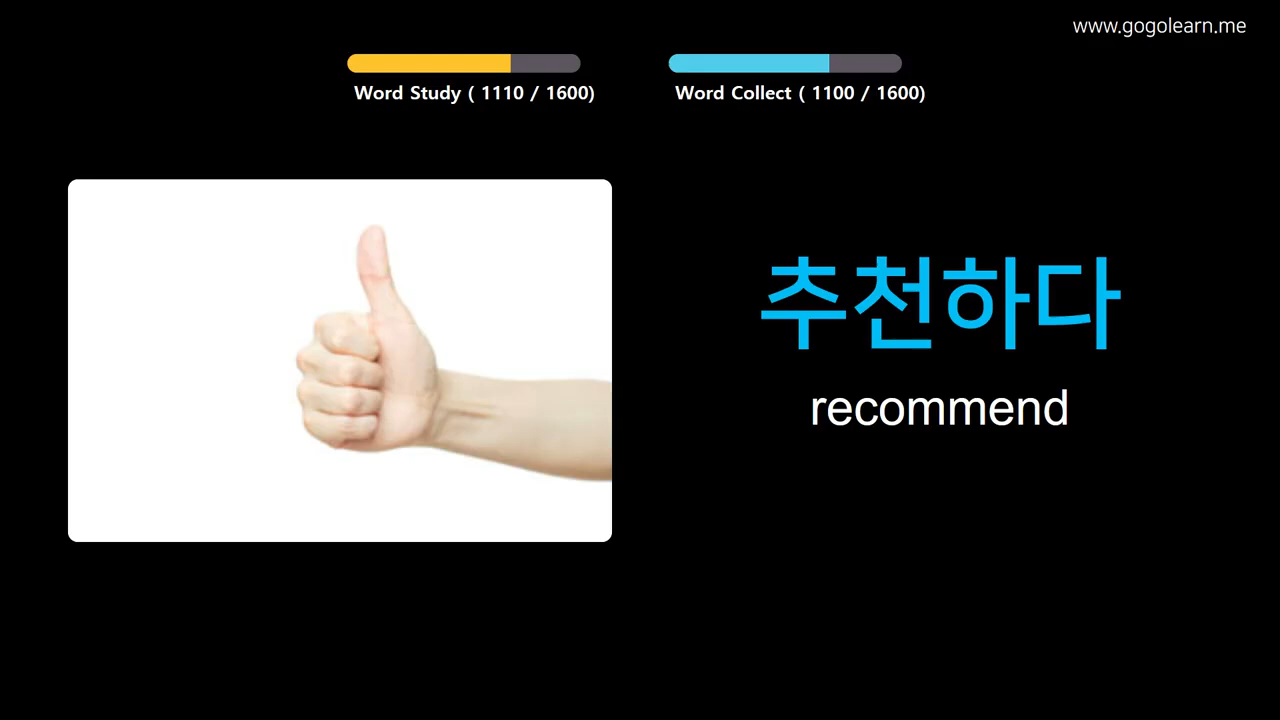 www.gogolearn.me
Word Study ( 1110 / 1600)
Word Collect ( 1100 / 1600)
추천하다
recommend